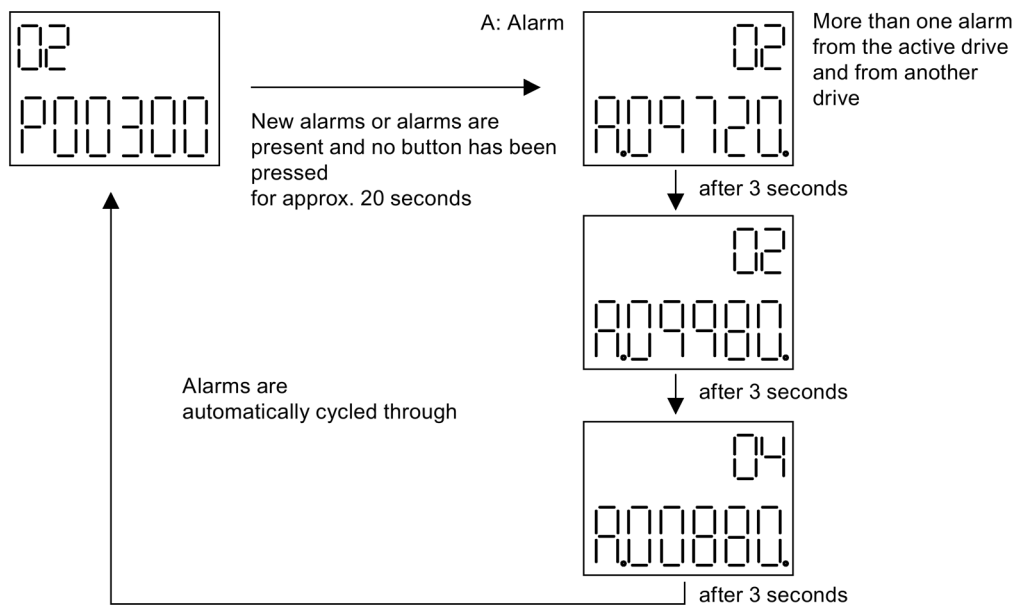 02
P00300
A: Alarm
02
A.09720.
More than one alarm
from the active drive
and from another
drive
New alarms or alarms are
present and no button has been
pressed
for approx. 20 seconds
after 3 seconds
02
A.09980.
after 3 seconds
Alarms are
automatically cycled through
04
A.00880.
after 3 seconds